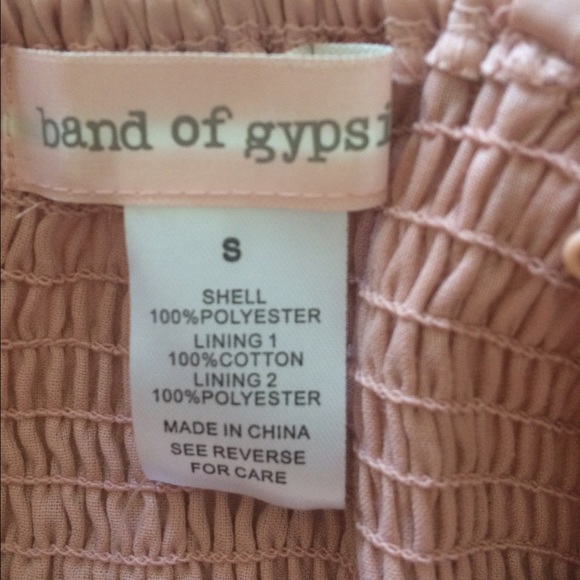 band of gypsi
S
SHELL
100%POLYESTER
LINING 1
100%COTTON
LINING 2
100%POLYESTER
MADE IN CHINA
SEE REVERSE
FOR CARE